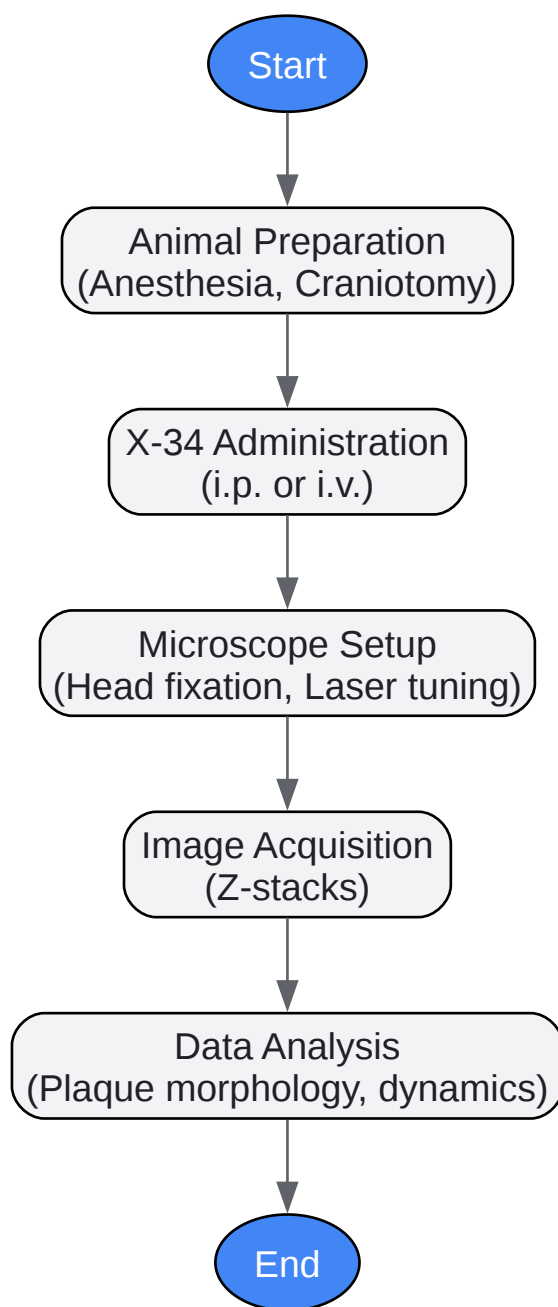 Start
Animal Preparation
(Anesthesia, Craniotomy)
X-34 Administration
(i.p. or i.v.)
Microscope Setup
(Head fixation, Laser tuning)
Image Acquisition
(Z-stacks)
Data Analysis
(Plaque morphology, dynamics)
End